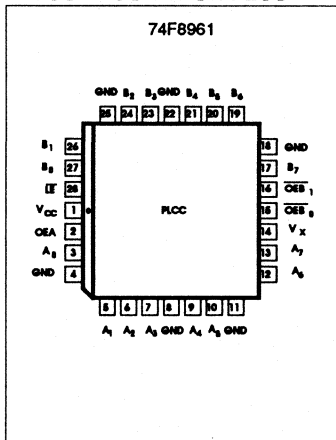 74F8961
GND B2 B3 GND B4 B5 B6
25 24 23 22 21 20 19
B1 26 18 GND
B0 27 17 B7
LE 28 16 OEB1
VCC 1 PLCC 15 OEB0
OEA 2 14 VX
A0 3 13 A7
GND 4 12 A6
5 6 7 8 9 10 11
A1 A2 A3 GND A4 A5 GND